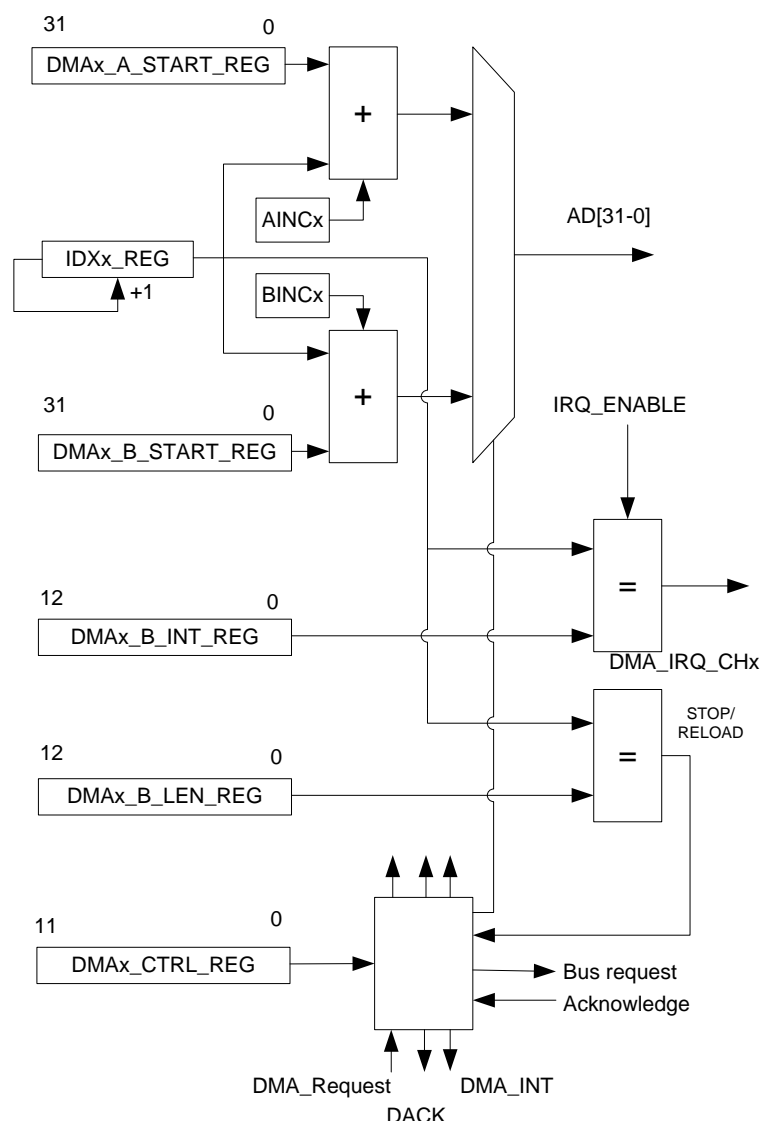 31 0
DMAx_A_START_REG
+
AINCx
AD[31-0]
IDXx_REG
+1
BINCx
+
31 0
DMAx_B_START_REG
IRQ_ENABLE
12 0
DMAx_B_INT_REG
=
DMA_IRQ_CHx
STOP/
RELOAD
12 0
DMAx_B_LEN_REG
=
11 0
DMAx_CTRL_REG
Bus request
Acknowledge
DMA_Request
DMA_INT
DACK